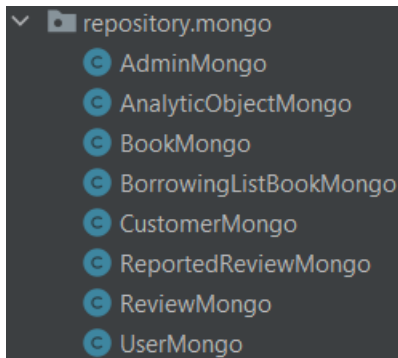 repository.mongo
C AdminMongo
C AnalyticObjectMongo
C BookMongo
C BorrowingListBookMongo
C CustomerMongo
C ReportedReviewMongo
C ReviewMongo
C UserMongo